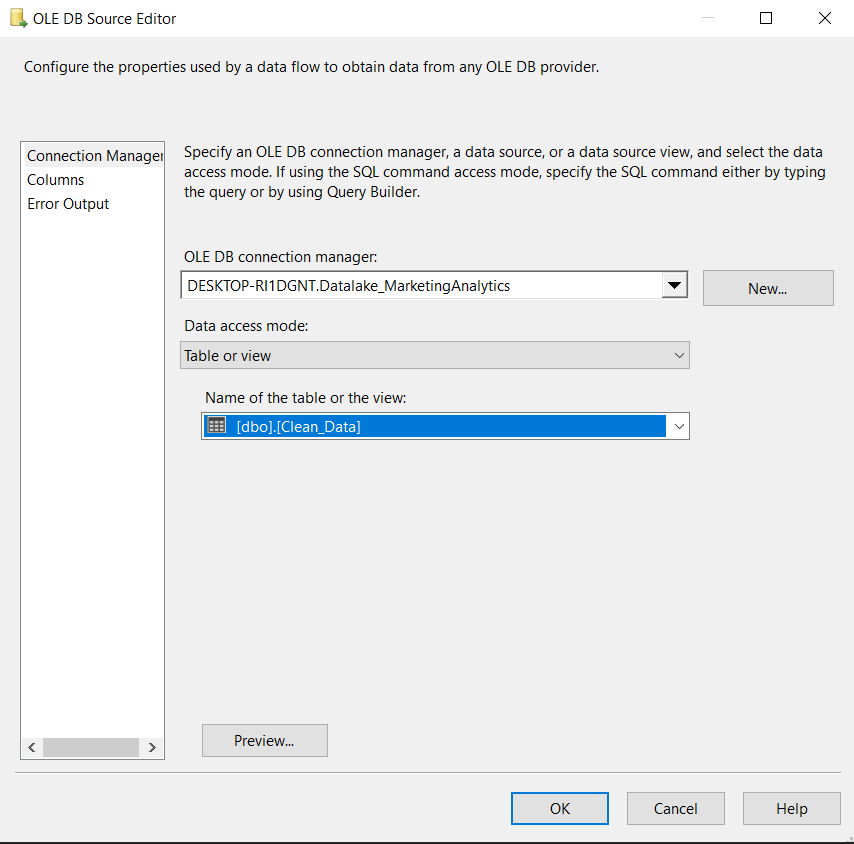 OLE DB Source Editor
Configure the properties used by a data flow to obtain data from any OLE DB provider.
Connection Manager
Columns
Error Output
Specify an OLE DB connection manager, a data source, or a data source view, and select the data
access mode. If using the SQL command access mode, specify the SQL command either by typing
the query or by using Query Builder.
OLE DB connection manager:
DESKTOP-RI1DGNT.Datalake_MarketingAnalytics
New...
Data access mode:
Table or view
Name of the table or the view:
[dbo].[Clean_Data]
Preview...
OK
Cancel
Help